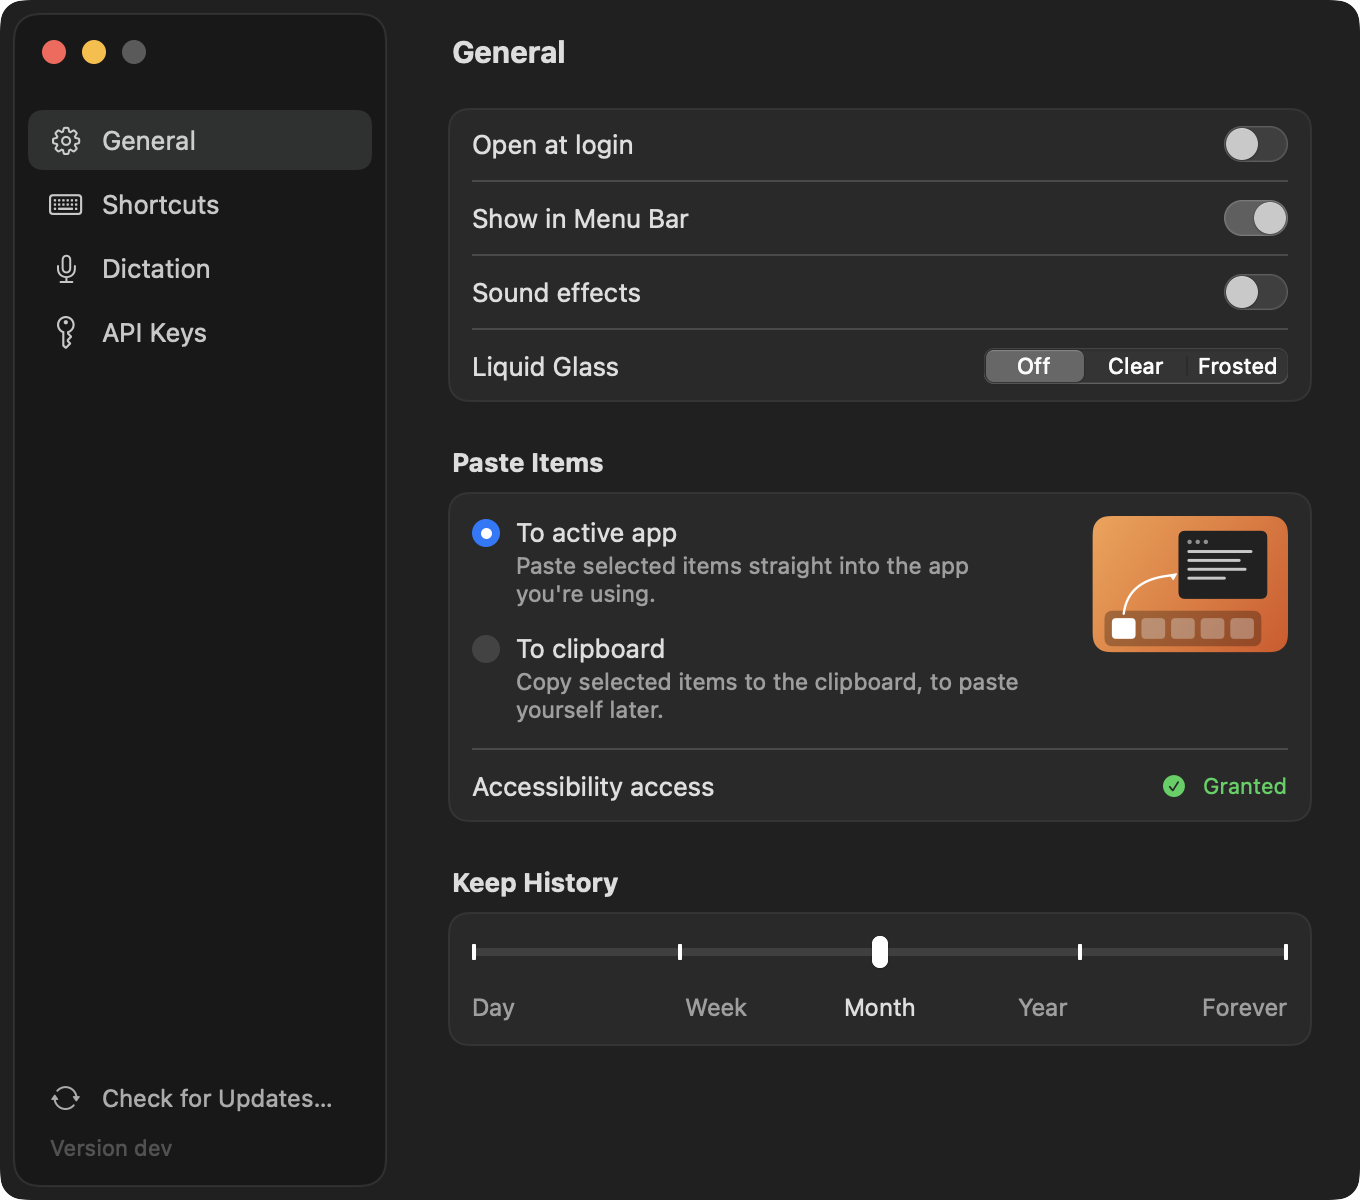 General
Shortcuts
Dictation
API Keys
Check for Updates...
Version dev
General
Open at login
Show in Menu Bar
Sound effects
Liquid Glass
Off Clear Frosted
Paste Items
To active app
Paste selected items straight into the app
you're using.
To clipboard
Copy selected items to the clipboard, to paste
yourself later.
Accessibility access
Granted
Keep History
Day Week Month Year Forever